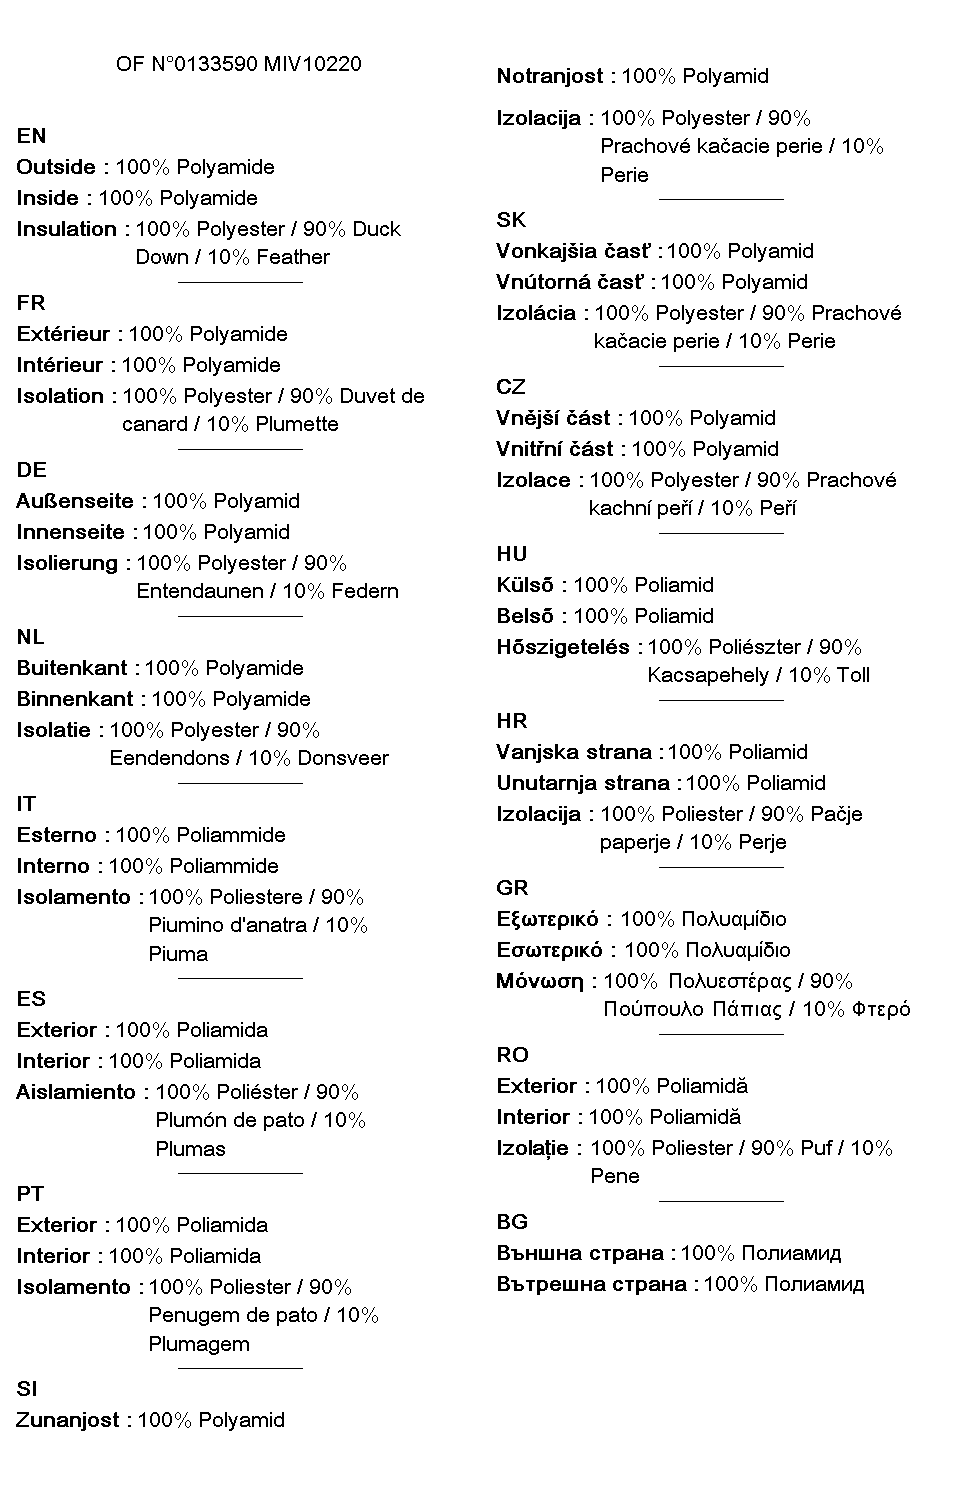 OF N°0133590 MIV10220
EN
Outside : 100% Polyamide
Inside : 100% Polyamide
Insulation : 100% Polyester / 90% Duck
Down / 10% Feather
FR
Extérieur : 100% Polyamide
Intérieur : 100% Polyamide
Isolation : 100% Polyester / 90% Duvet de
canard / 10% Plumette
DE
Außenseite : 100% Polyamid
Innenseite : 100% Polyamid
Isolierung : 100% Polyester / 90%
Entendaunen / 10% Federn
NL
Buitenkant : 100% Polyamide
Binnenkant : 100% Polyamide
Isolatie : 100% Polyester / 90%
Eendendons / 10% Donsveer
IT
Esterno : 100% Poliammide
Interno : 100% Poliammide
Isolamento : 100% Poliestere / 90%
Piumino d'anatra / 10%
Piuma
ES
Exterior : 100% Poliamida
Interior : 100% Poliamida
Aislamiento : 100% Poliéster / 90%
Plumón de pato / 10%
Plumas
PT
Exterior : 100% Poliamida
Interior : 100% Poliamida
Isolamento : 100% Poliester / 90%
Penugem de pato / 10%
Plumagem
SI
Zunanjost : 100% Polyamid
Notranjost : 100% Polyamid
Izolacija : 100% Polyester / 90%
Prachové kačacie perie / 10%
Perie
SK
Vonkajšia časť : 100% Polyamid
Vnútorná časť : 100% Polyamid
Izolácia : 100% Polyester / 90% Prachové
kačacie perie / 10% Perie
CZ
Vnější část : 100% Polyamid
Vnitřní část : 100% Polyamid
Izolace : 100% Polyester / 90% Prachové
kachní peří / 10% Peří
HU
Külsõ : 100% Poliamid
Belsõ : 100% Poliamid
Hõszigetelés : 100% Poliészter / 90%
Kacsapehely / 10% Toll
HR
Vanjska strana : 100% Poliamid
Unutarnja strana : 100% Poliamid
Izolacija : 100% Poliester / 90% Pačje
paperje / 10% Perje
GR
Εξωτερικό : 100% Πολυαμίδιο
Εσωτερικό : 100% Πολυαμίδιο
Μόνωση : 100% Πολυεστέρας / 90%
Πούπουλο Πάπιας / 10% Φτερό
RO
Exterior : 100% Poliamidă
Interior : 100% Poliamidă
Izolație : 100% Poliester / 90% Puf / 10%
Pene
BG
Външна страна : 100% Полиамид
Вътрешна страна : 100% Полиамид